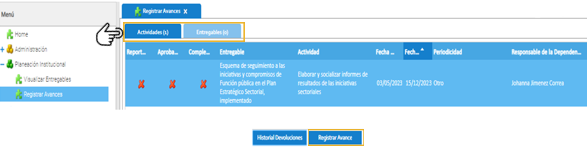 Menú
Registrar Avances X
Home
Administración
Planeación Institucional
Visualizar Entregables
Registrar Avances
Actividades (1) Entregables (0)
Report... Aproba... Comple... Entregable Actividad Fecha ... Fech... Periodicidad Responsable de la Dependen...
Esquema de seguimiento a las
iniciativas y compromisos de
Función pública en el Plan
Estratégico Sectorial,
implementado
Elaborar y socializar informes de
resultados de las iniciativas
sectoriales
03/05/2023 15/12/2023 Otro Johanna Jimenez Correa
Historial Devoluciones Registrar Avance